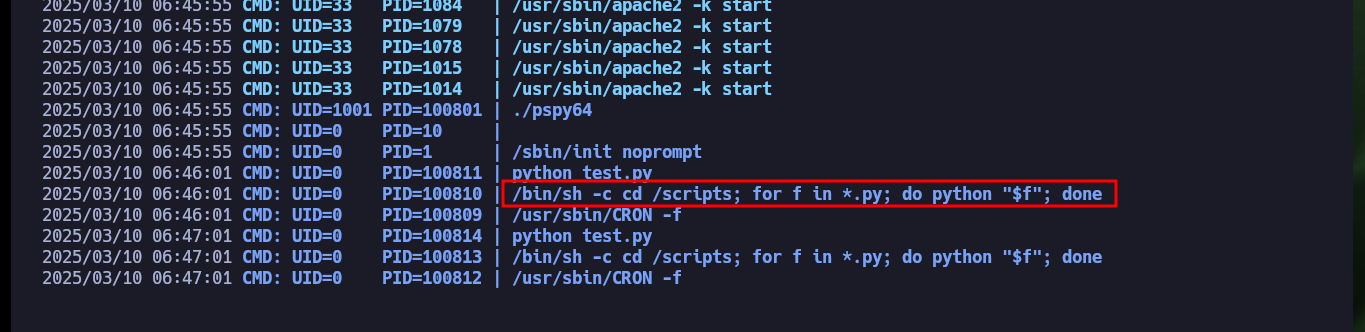 2025/03/10 06:45:55 CMD: UID=33   PID=1084   | /usr/sbin/apache2 -k start
2025/03/10 06:45:55 CMD: UID=33   PID=1079   | /usr/sbin/apache2 -k start
2025/03/10 06:45:55 CMD: UID=33   PID=1078   | /usr/sbin/apache2 -k start
2025/03/10 06:45:55 CMD: UID=33   PID=1015   | /usr/sbin/apache2 -k start
2025/03/10 06:45:55 CMD: UID=33   PID=1014   | /usr/sbin/apache2 -k start
2025/03/10 06:45:55 CMD: UID=1001 PID=100801 | ./pspy64
2025/03/10 06:45:55 CMD: UID=0    PID=10     |
2025/03/10 06:45:55 CMD: UID=0    PID=1      | /sbin/init noprompt
2025/03/10 06:46:01 CMD: UID=0    PID=100811 | python test.py
2025/03/10 06:46:01 CMD: UID=0    PID=100810 | /bin/sh -c cd /scripts; for f in *.py; do python "$f"; done
2025/03/10 06:46:01 CMD: UID=0    PID=100809 | /usr/sbin/CRON -f
2025/03/10 06:47:01 CMD: UID=0    PID=100814 | python test.py
2025/03/10 06:47:01 CMD: UID=0    PID=100813 | /bin/sh -c cd /scripts; for f in *.py; do python "$f"; done
2025/03/10 06:47:01 CMD: UID=0    PID=100812 | /usr/sbin/CRON -f